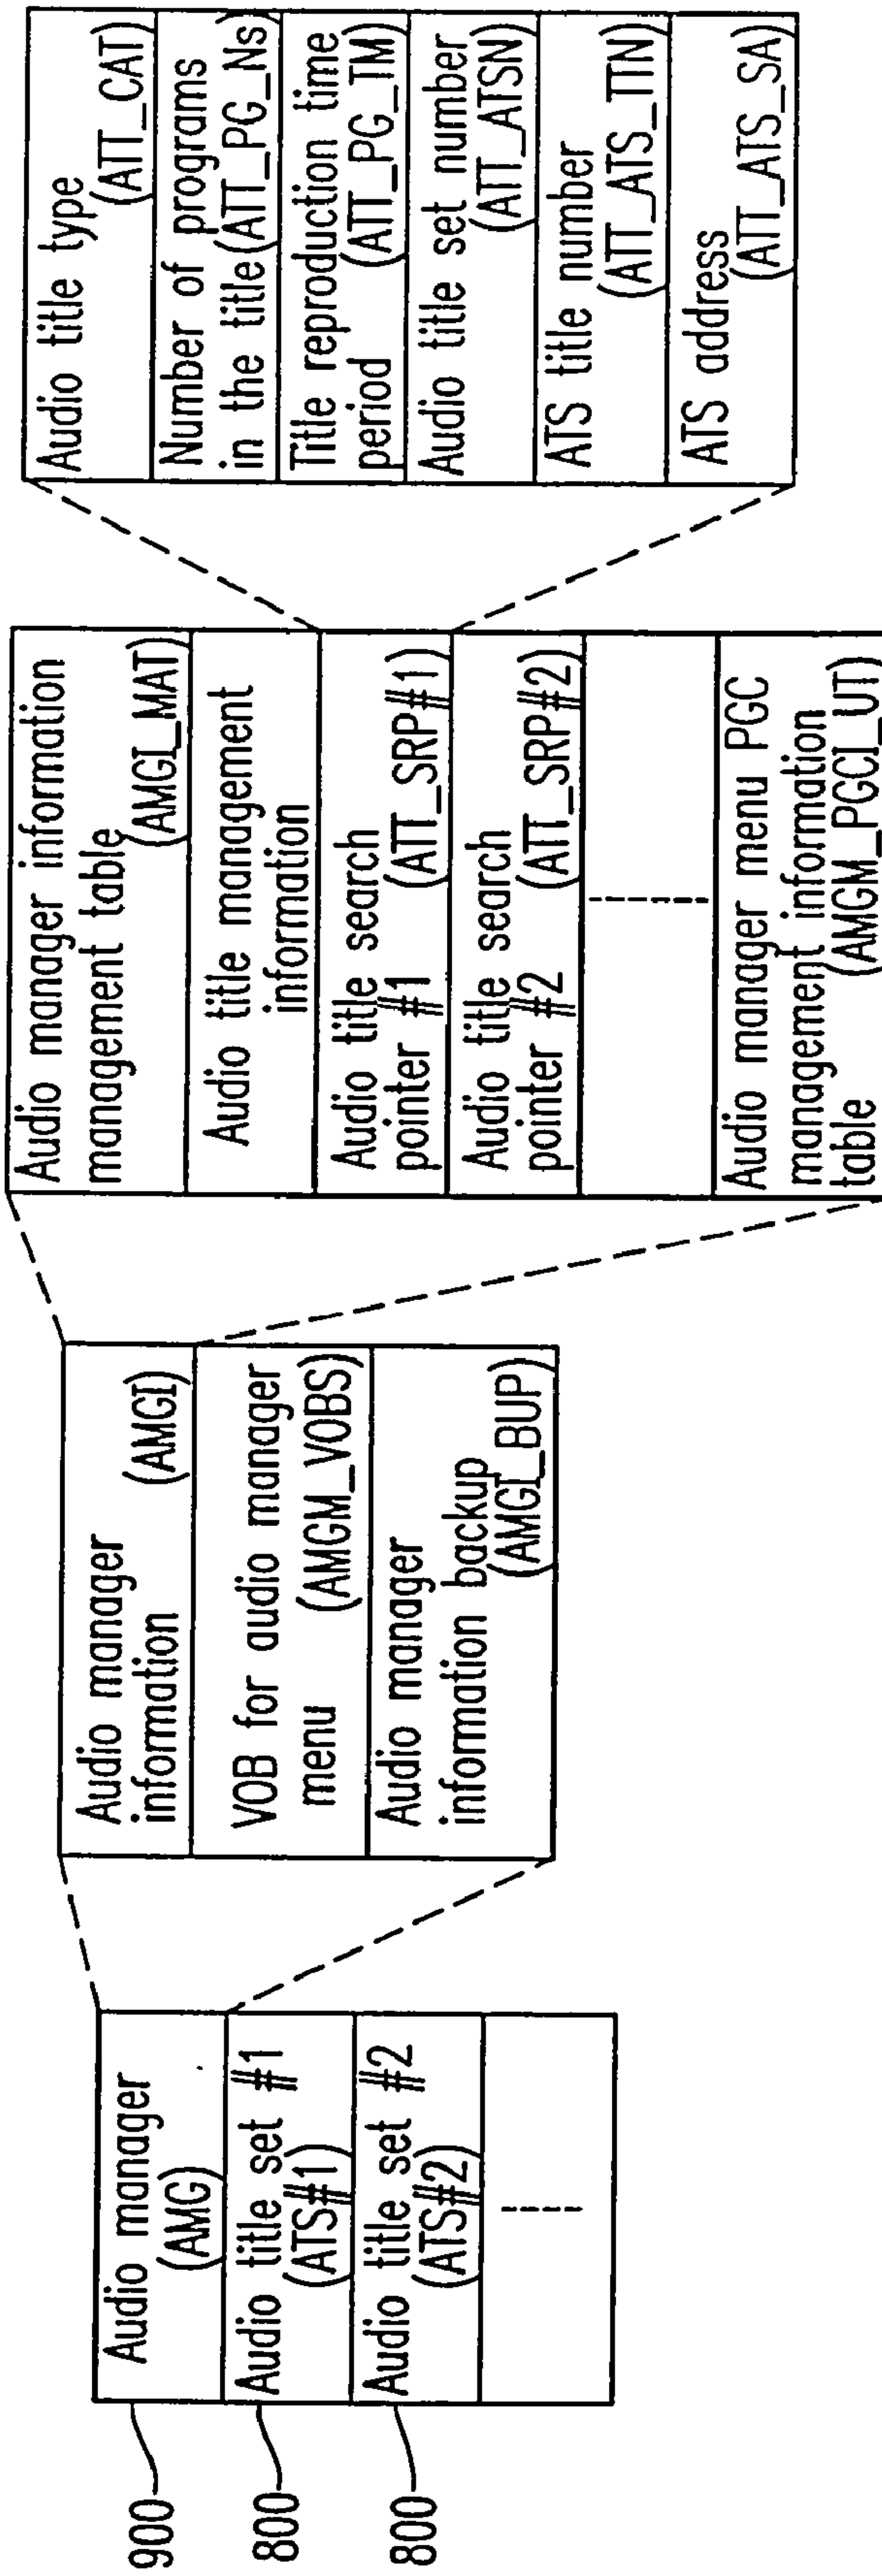 900
800
800
Audio manager
(AMG)
Audio title set #1
(ATS#1)
Audio title set #2
(ATS#2)
Audio manager
information (AMGI)
VOB for audio manager
menu (AMGM_VOBS)
Audio manager
information backup
(AMGI_BUP)
Audio manager information
management table
(AMGI_MAT)
Audio title management
information
Audio title search
pointer #1 (ATT_SRP#1)
Audio title search
pointer #2 (ATT_SRP#2)
Audio manager menu PGC
management information
table (AMGM_PGCI_UT)
Audio title type
(ATT_CAT)
Number of programs
in the title (ATT_PG_Ns)
Title reproduction time
period (ATT_PG_TM)
Audio title set number
(ATT_ATSN)
ATS title number
(ATT_ATS_TTN)
ATS address
(ATT_ATS_SA)